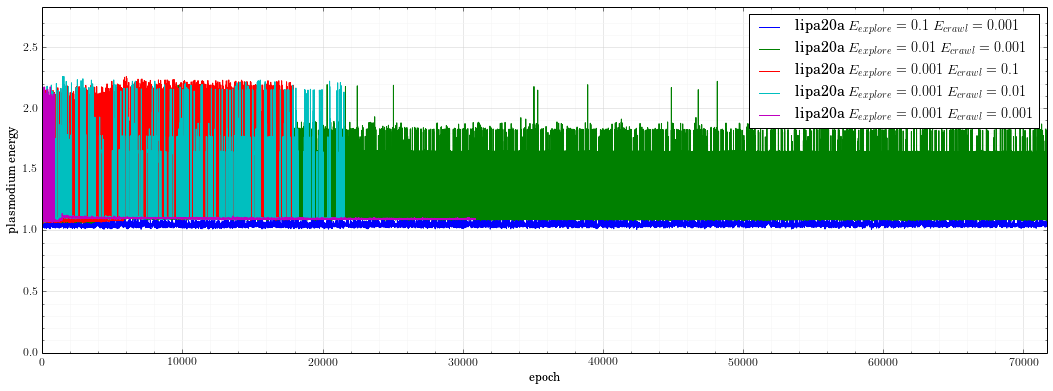 2.5
2.0
1.5
1.0
0.5
0.0
plasmodium energy
lipa20a E_explore = 0.1 E_crawl = 0.001
lipa20a E_explore = 0.01 E_crawl = 0.001
lipa20a E_explore = 0.001 E_crawl = 0.1
lipa20a E_explore = 0.001 E_crawl = 0.01
lipa20a E_explore = 0.001 E_crawl = 0.001
0 10000 20000 30000 40000 50000 60000 70000
epoch